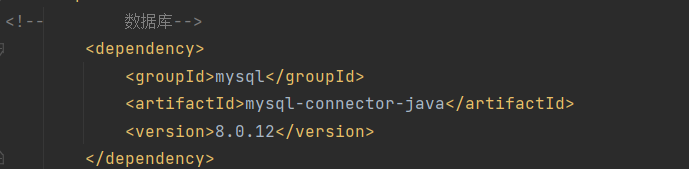 <!--        数据库-->
<dependency>
<groupId>mysql</groupId>
<artifactId>mysql-connector-java</artifactId>
<version>8.0.12</version>
</dependency>